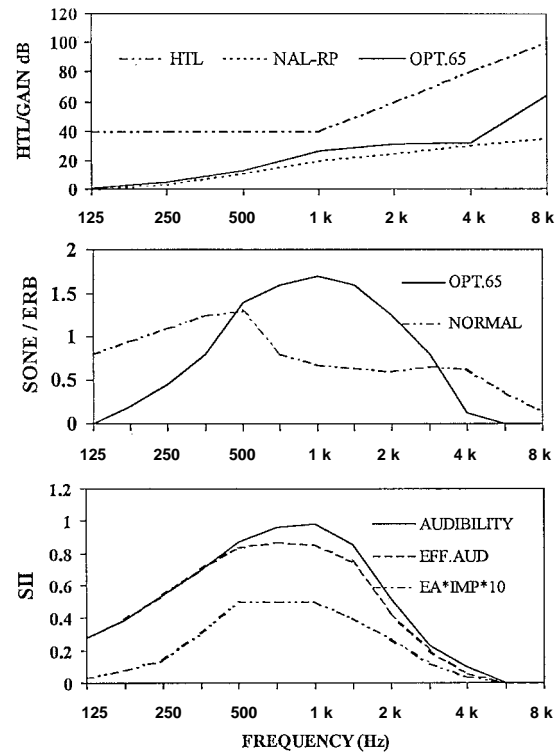 120
100
80
60
40
20
0
HTL/GAIN dB
HTL
NAL-RP
OPT.65
125 250 500 1 k 2 k 4 k 8 k
2
1.5
1
0.5
0
SONE / ERB
OPT.65
NORMAL
125 250 500 1 k 2 k 4 k 8 k
1.2
1
0.8
0.6
0.4
0.2
0
SII
AUDIBILITY
EFF.AUD
EA*IMP*10
125 250 500 1 k 2 k 4 k 8 k
FREQUENCY (Hz)